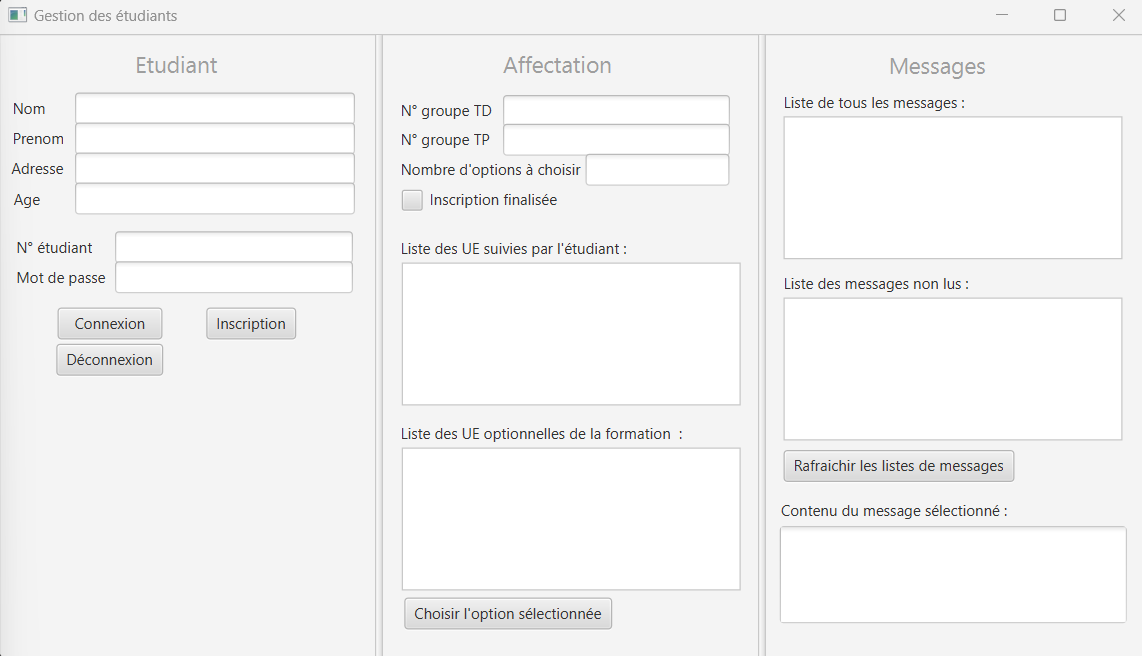 Gestion des étudiants
Etudiant
Nom
Prenom
Adresse
Age
N° étudiant
Mot de passe
Connexion
Inscription
Déconnexion
Affectation
N° groupe TD
N° groupe TP
Nombre d'options à choisir
Inscription finalisée
Liste des UE suivies par l'étudiant :
Liste des UE optionnelles de la formation :
Choisir l'option sélectionnée
Messages
Liste de tous les messages :
Liste des messages non lus :
Rafraichir les listes de messages
Contenu du message sélectionné :